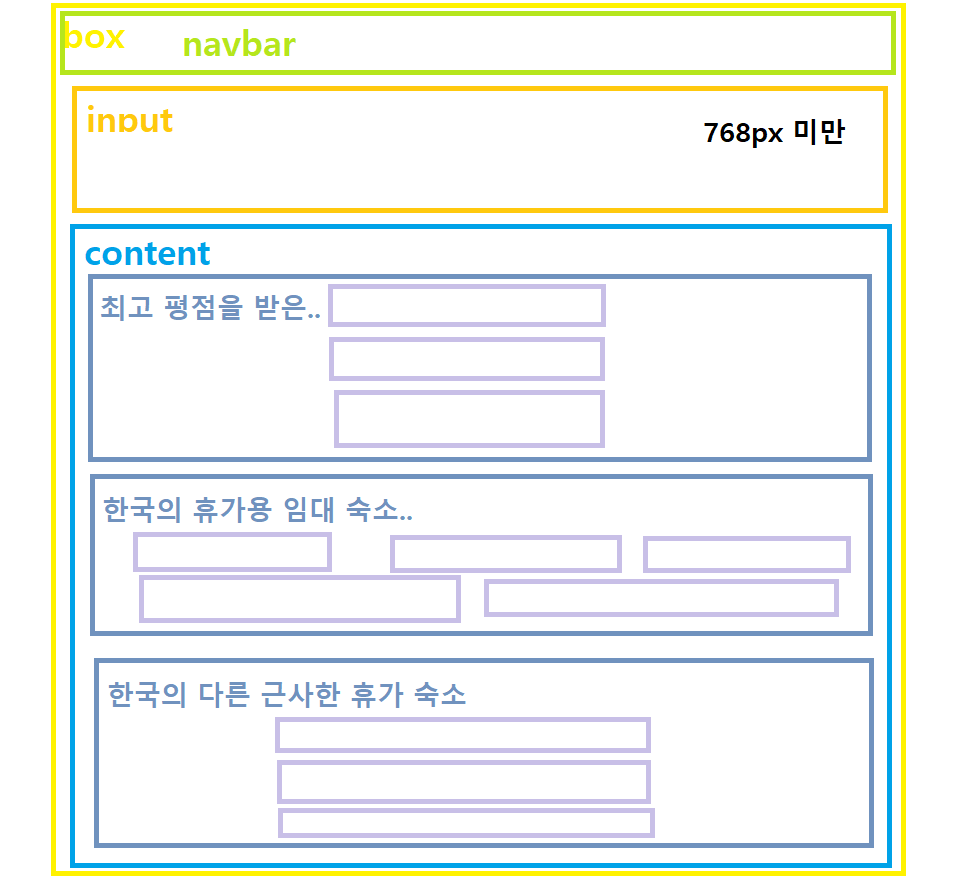 box
navbar
input
768px 미만
content
최고 평점을 받은..
한국의 휴가용 임대 숙소..
한국의 다른 근사한 휴가 숙소